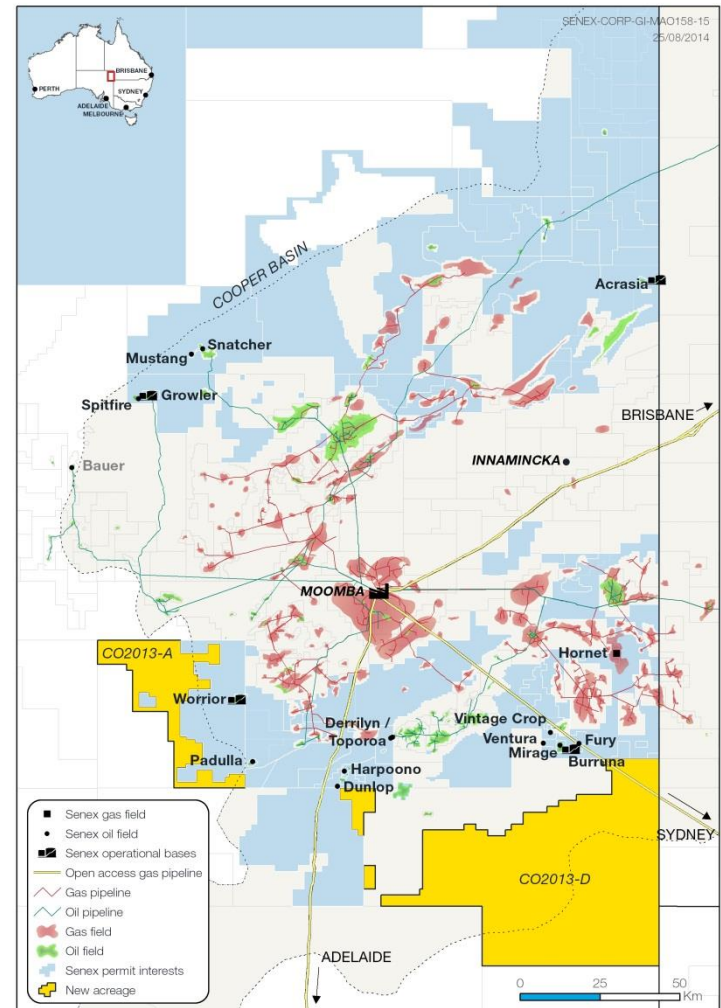 SENEX-CORP-GI-MAO158-15
25/08/2014
BRISBANE
PERTH
SYDNEY
ADELAIDE
MELBOURNE
COOPER BASIN
Acrasia
Snatcher
Mustang
Spitfire
Growler
BRISBANE
Bauer
INNAMINCKA
MOOMBA
CO2013-A
Hornet
Worrior
Derrilyn /
Toporoa
Vintage Crop
Ventura
Fury
Mirage
Burruna
Padulla
Harpoono
Dunlop
SYDNEY
CO2013-D
ADELAIDE
Senex gas field
Senex oil field
Senex operational bases
Open access gas pipeline
Gas pipeline
Oil pipeline
Gas field
Oil field
Senex permit interests
New acreage
0 25 50
Km